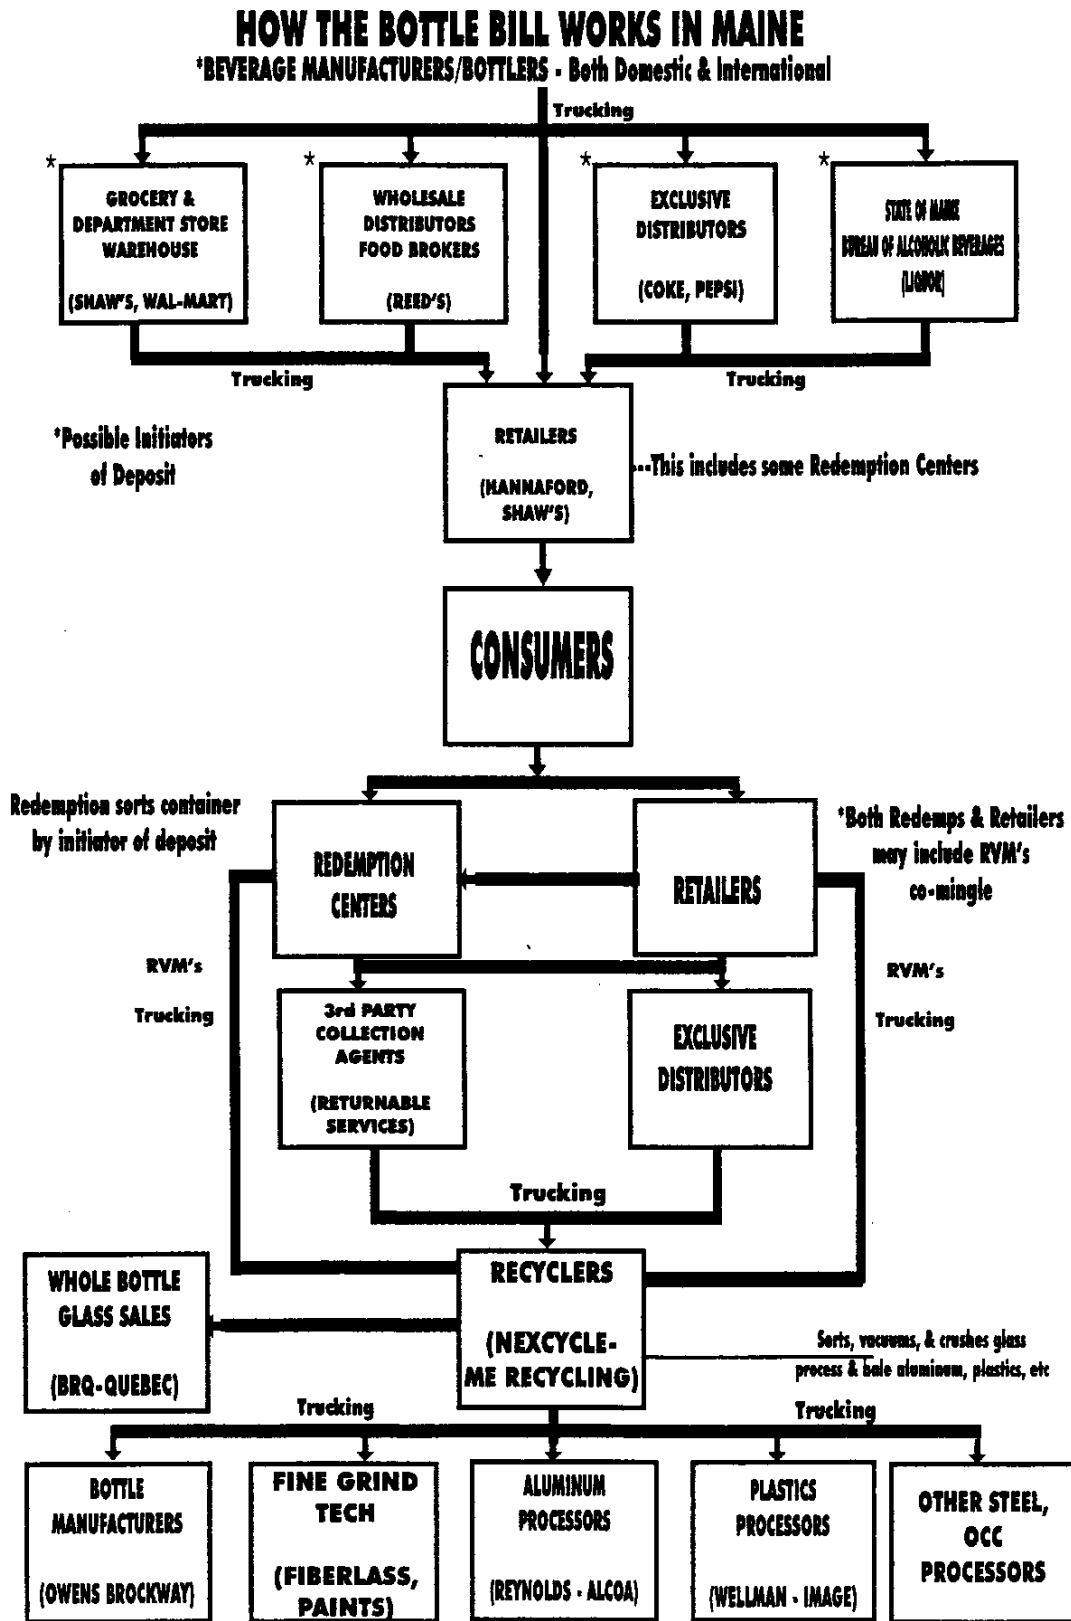 HOW THE BOTTLE BILL WORKS IN MAINE
*BEVERAGE MANUFACTURERS/BOTTLERS - Both Domestic & International
Trucking
*
GROCERY &
DEPARTMENT STORE
WAREHOUSE
(SHAW'S, WAL-MART)
*
WHOLESALE
DISTRIBUTORS
FOOD BROKERS
(REED'S)
*
EXCLUSIVE
DISTRIBUTORS
(COKE, PEPSI)
*
STATE OF MAINE
BUREAU OF ALCOHOLIC BEVERAGES
(LIQUOR)
Trucking
Trucking
*Possible Initiators
of Deposit
RETAILERS
(HANNAFORD,
SHAW'S)
---This includes some Redemption Centers
CONSUMERS
Redemption sorts container
by initiator of deposit
REDEMPTION
CENTERS
RETAILERS
*Both Redemps & Retailers
may include RVM's
co-mingle
RVM's
Trucking
RVM's
Trucking
3rd PARTY
COLLECTION
AGENTS
(RETURNABLE
SERVICES)
EXCLUSIVE
DISTRIBUTORS
Trucking
WHOLE BOTTLE
GLASS SALES
(BRQ-QUEBEC)
RECYCLERS
(NEXCYCLE-
ME RECYCLING)
Sorts, vacuums, & crushes glass
process & bale aluminum, plastics, etc
Trucking
Trucking
BOTTLE
MANUFACTURERS
(OWENS BROCKWAY)
FINE GRIND
TECH
(FIBERLASS,
PAINTS)
ALUMINUM
PROCESSORS
(REYNOLDS - ALCOA)
PLASTICS
PROCESSORS
(WELLMAN - IMAGE)
OTHER STEEL,
OCC
PROCESSORS